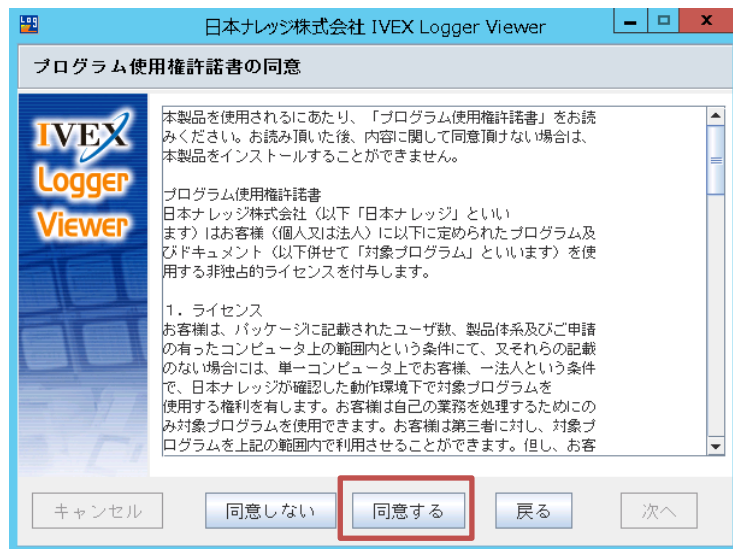 日本ナレッジ株式会社 IVEX Logger Viewer
プログラム使用権許諾書の同意
IVEX
Logger
Viewer
本製品を使用されるにあたり、「プログラム使用権許諾書」をお読
みください。お読み頂いた後、内容に関して同意頂けない場合は、
本製品をインストールすることができません。
プログラム使用権許諾書
日本ナレッジ株式会社（以下「日本ナレッジ」といい
ます）はお客様（個人又は法人）に以下に定められたプログラム及
びドキュメント（以下併せて「対象プログラム」といいます）を使
用する非独占的ライセンスを付与します。
１．ライセンス
お客様は、パッケージに記載されたユーザ数、製品体系及びご申請
の有ったコンピュータ上の範囲内という条件にて、又それらの記載
のない場合には、単一コンピュータ上でお客様、一法人という条件
で、日本ナレッジが確認した動作環境下で対象プログラムを
使用する権利を有します。お客様は自己の業務を処理するためにの
み対象プログラムを使用できます。お客様は第三者に対し、対象プ
ログラムを上記の範囲内で利用させることができます。但し、お客
キャンセル 同意しない 同意する 戻る 次へ